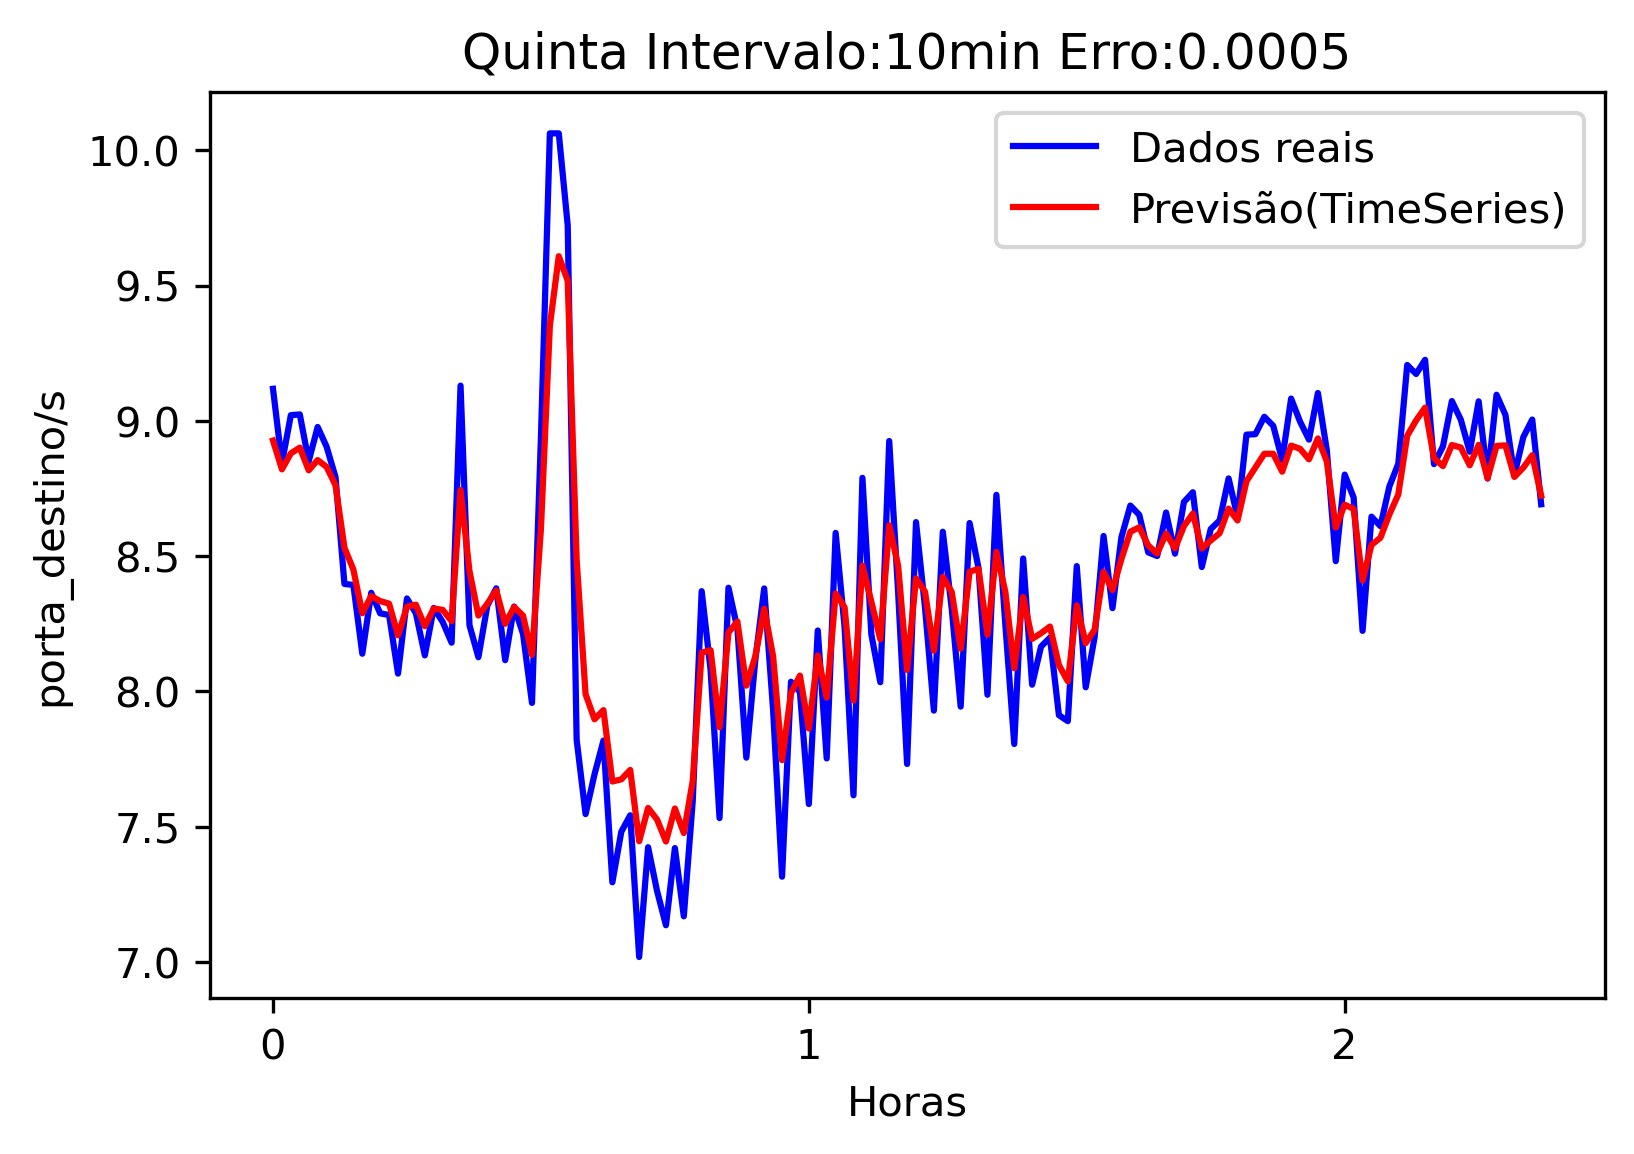 Quinta Intervalo:10min Erro:0.0005
Dados reais
Previsão(TimeSeries)
10.0
9.5
9.0
8.5
8.0
7.5
7.0
porta_destino/s
0
1
2
Horas